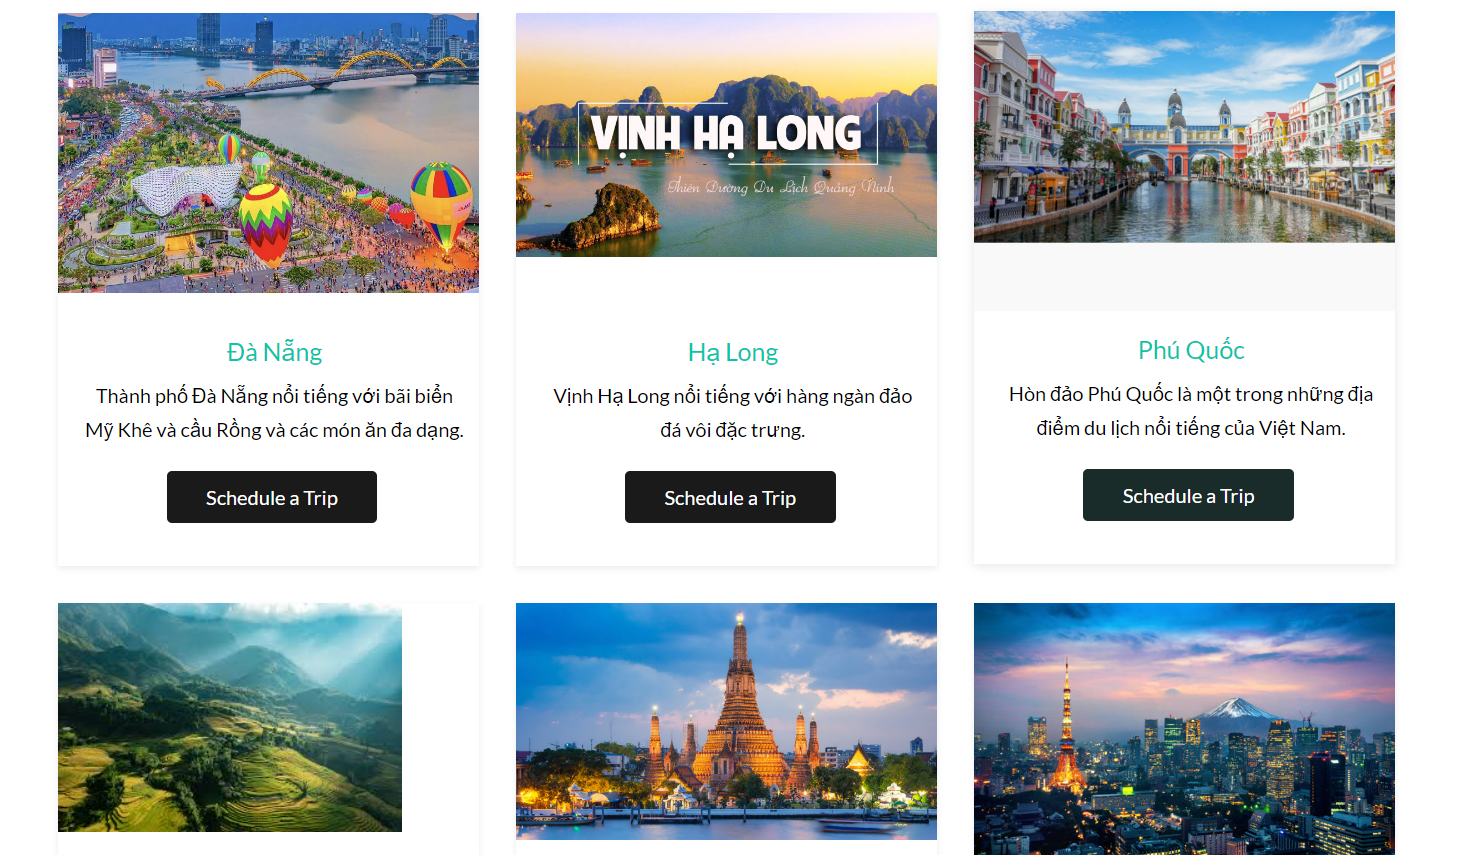 VỊNH HẠ LONG
Thiên Đường Du Lịch Quảng Ninh
Đà Nẵng
Thành phố Đà Nẵng nổi tiếng với bãi biển
Mỹ Khê và cầu Rồng và các món ăn đa dạng.
Schedule a Trip
Hạ Long
Vịnh Hạ Long nổi tiếng với hàng ngàn đảo
đá vôi đặc trưng.
Schedule a Trip
Phú Quốc
Hòn đảo Phú Quốc là một trong những địa
điểm du lịch nổi tiếng của Việt Nam.
Schedule a Trip